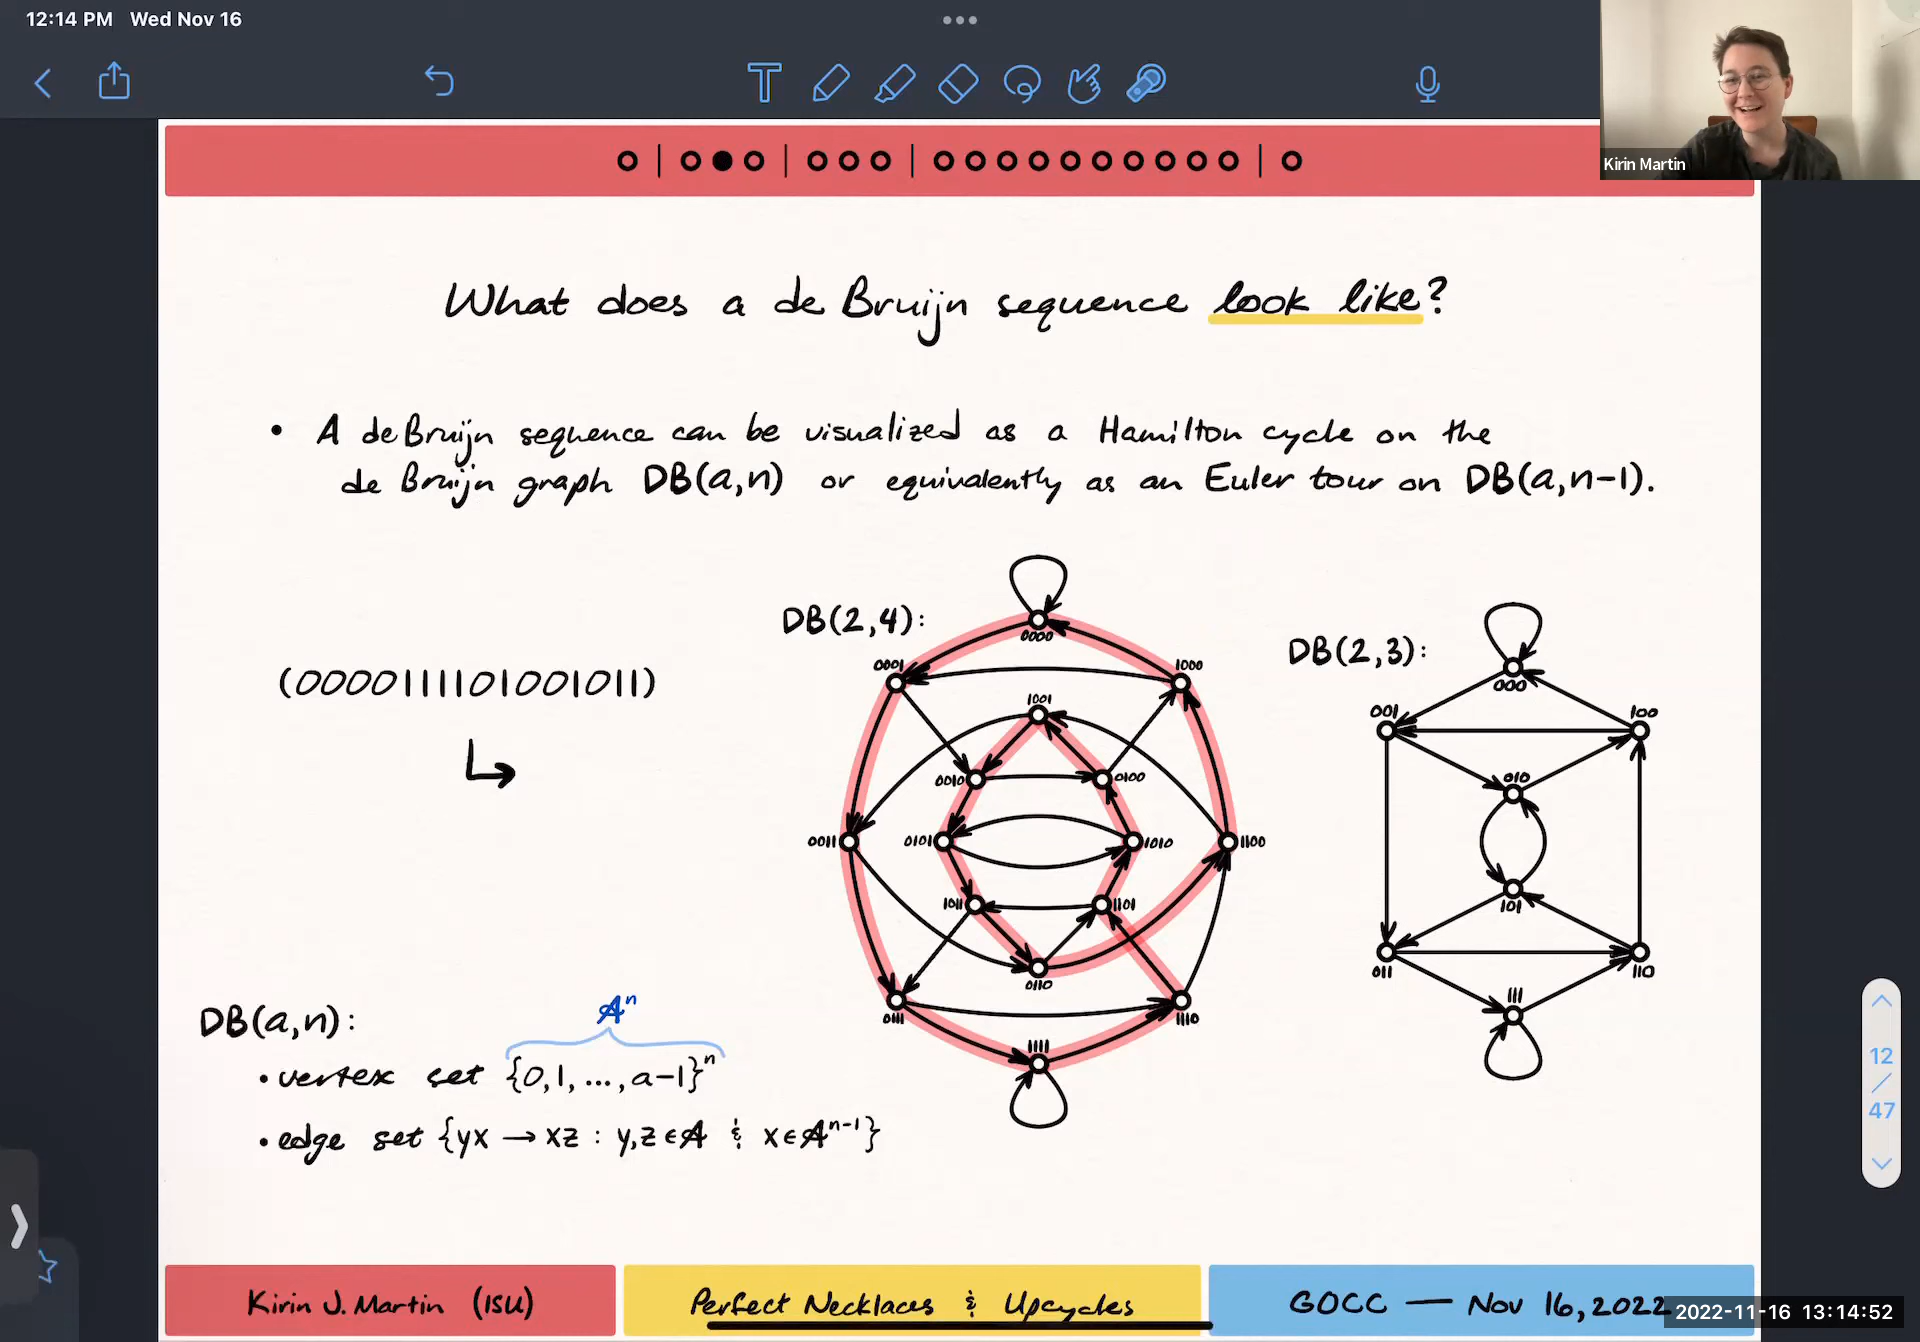 12:14 PM Wed Nov 16
Kirin Martin
What does a de Bruijn sequence look like?
• A de Bruijn sequence can be visualized as a Hamilton cycle on the
de Bruijn graph DB(a,n) or equivalently as an Euler tour on DB(a,n-1).
(0000111101001011)
DB(2,4):
0000
0001
1000
1001
0010
0100
0011
0101
1010
1100
1011
1101
0110
0111
1110
1111
DB(2,3):
000
001
100
010
101
011
110
111
DB(a,n):
𝒜ⁿ
• vertex set {0,1,...,a-1}ⁿ
• edge set {yx → xz : y,z ∈ 𝒜 & x ∈ 𝒜ⁿ⁻¹}
12
/
47
Kirin J. Martin (ISU)
Perfect Necklaces & Upcycles
GOCC — Nov 16, 2022
2022-11-16 13:14:52